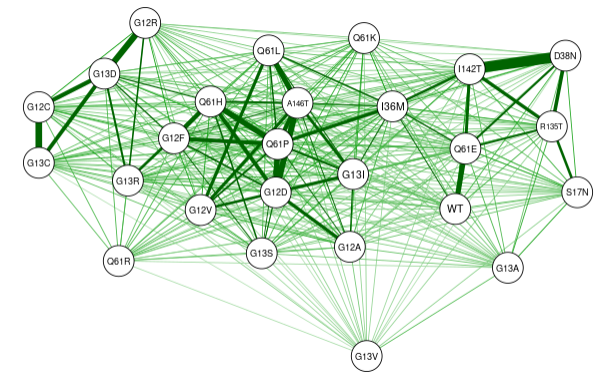 G12R
Q61K
Q61L
D38N
I142T
G13D
G12C
Q61H
A146T
I36M
R135T
G12F
Q61P
Q61E
G13C
G13R
G13I
G12D
S17N
G12V
WT
G13S
G12A
Q61R
G13A
G13V